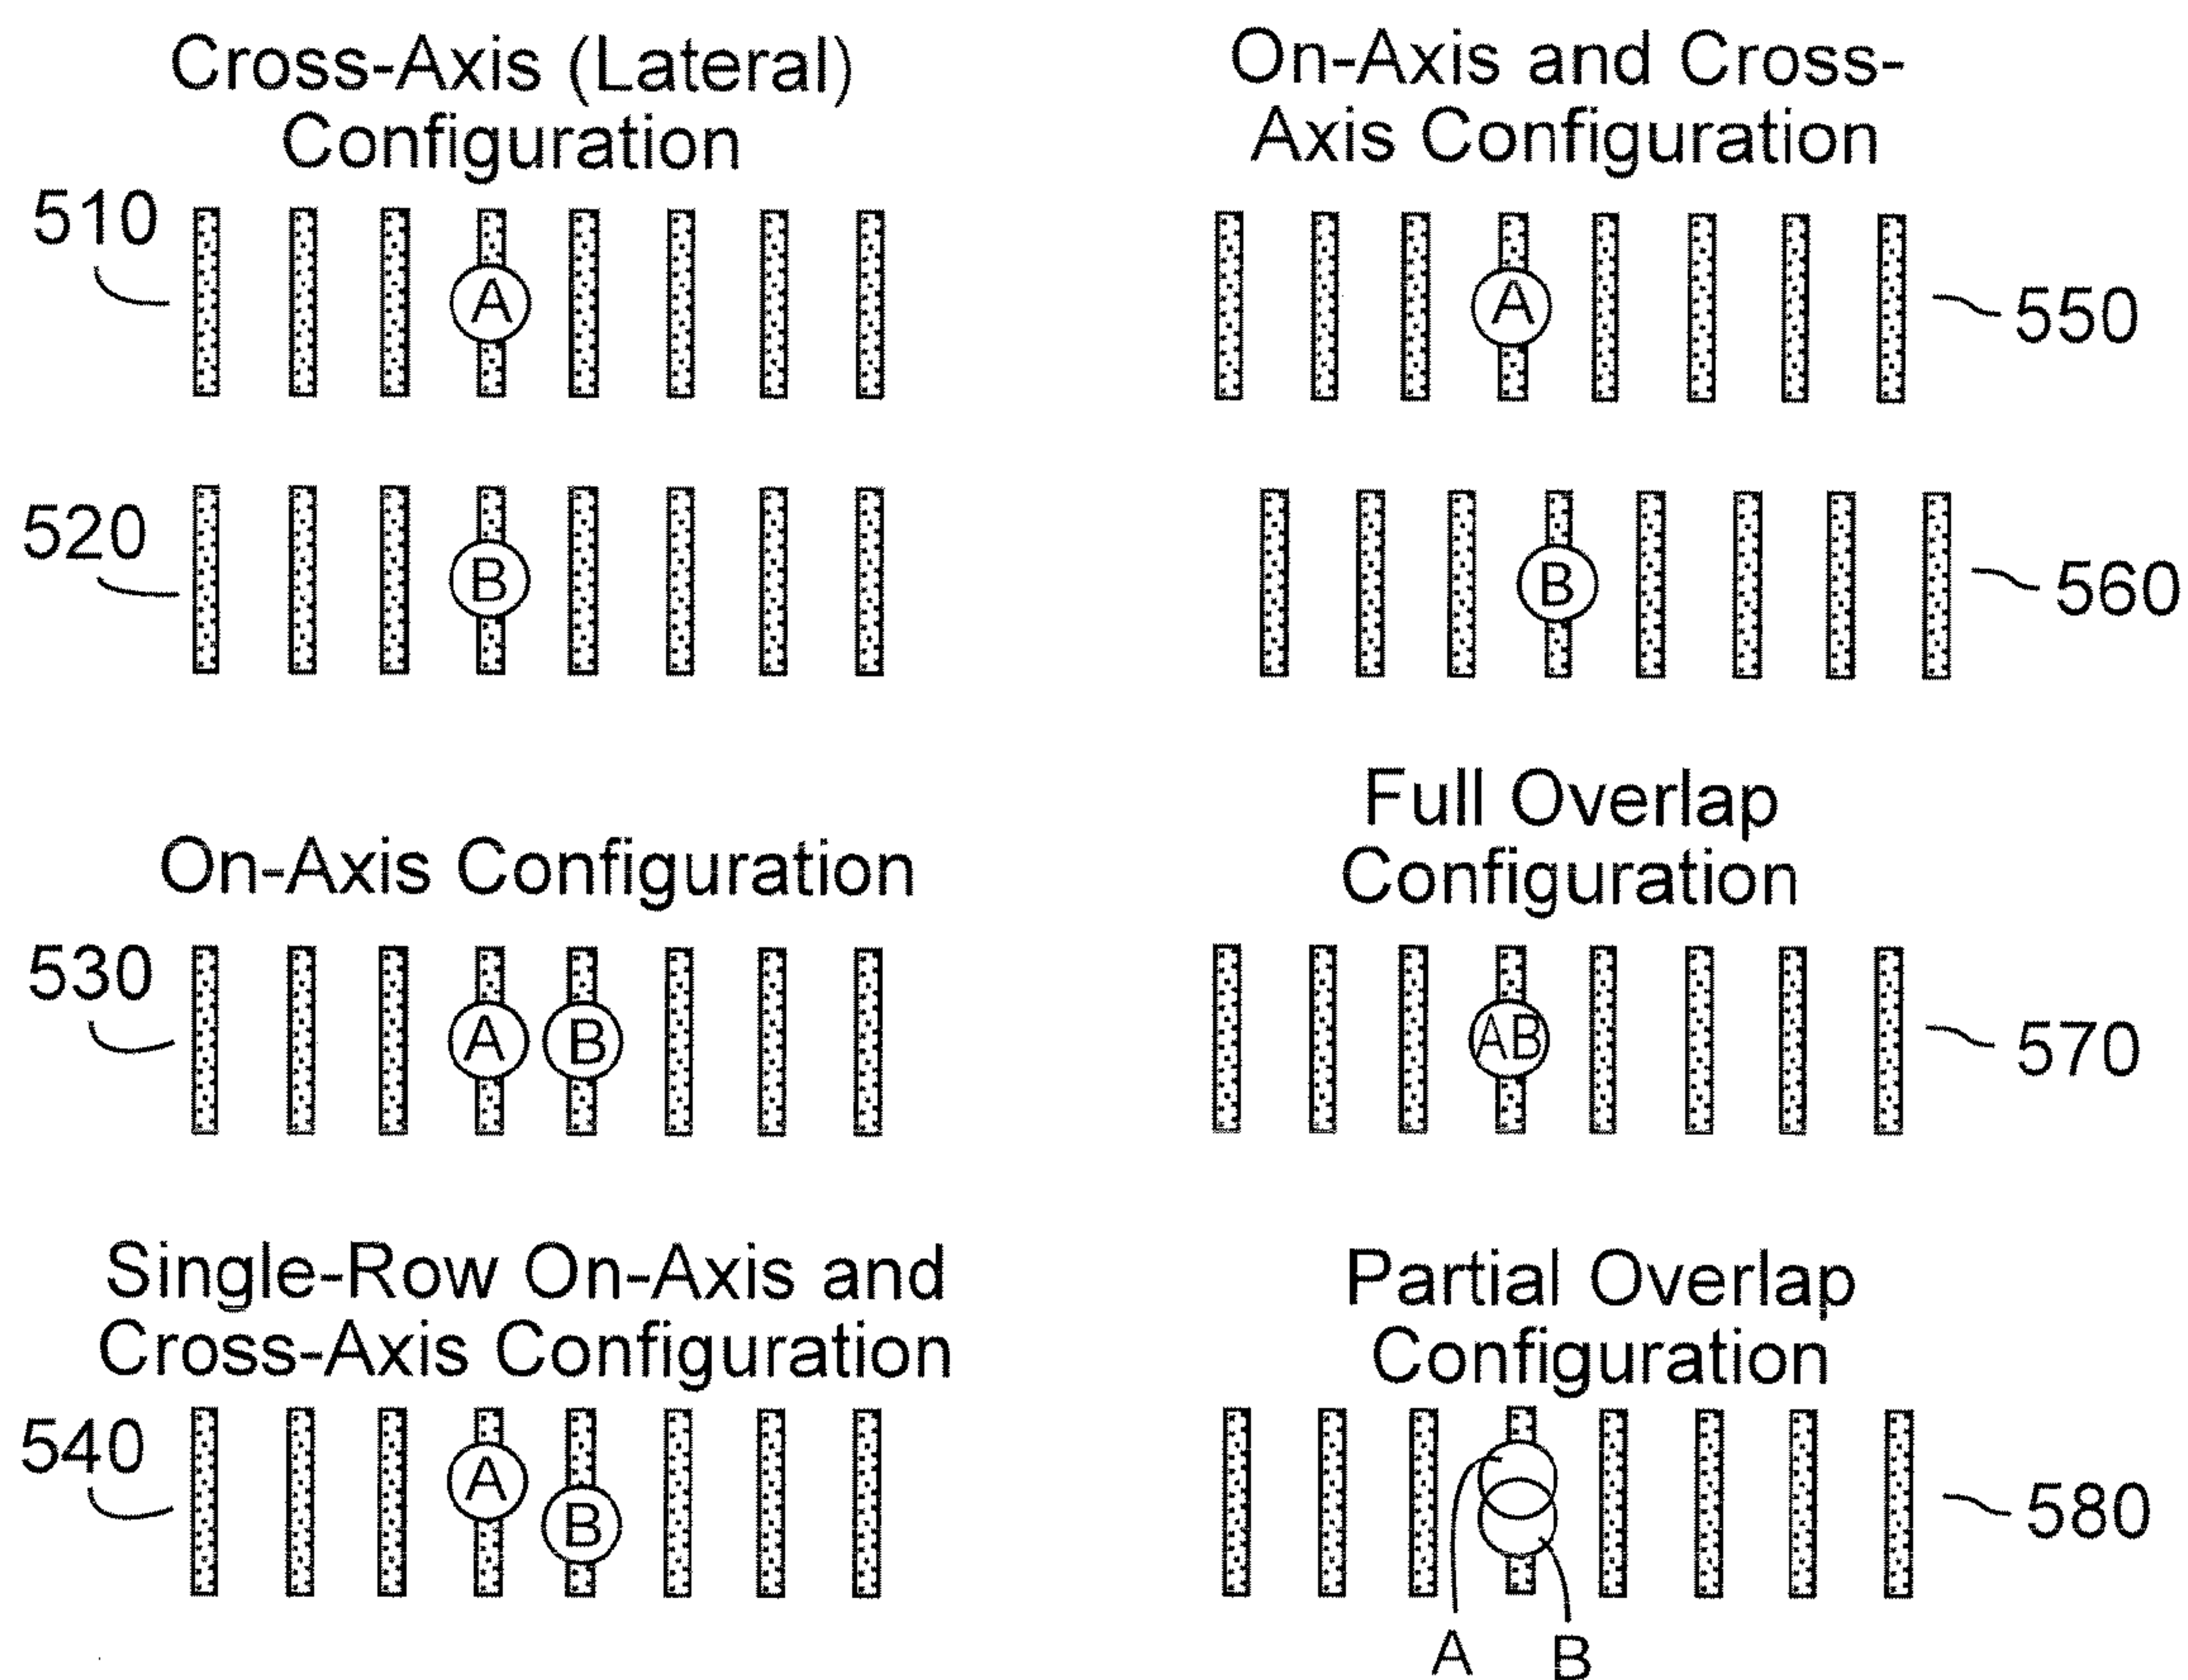 Cross-Axis (Lateral)
Configuration
510
A
520
B
On-Axis Configuration
530
A B
Single-Row On-Axis and
Cross-Axis Configuration
540
A
B
On-Axis and Cross-
Axis Configuration
A
550
B
560
Full Overlap
Configuration
AB
570
Partial Overlap
Configuration
580
A B